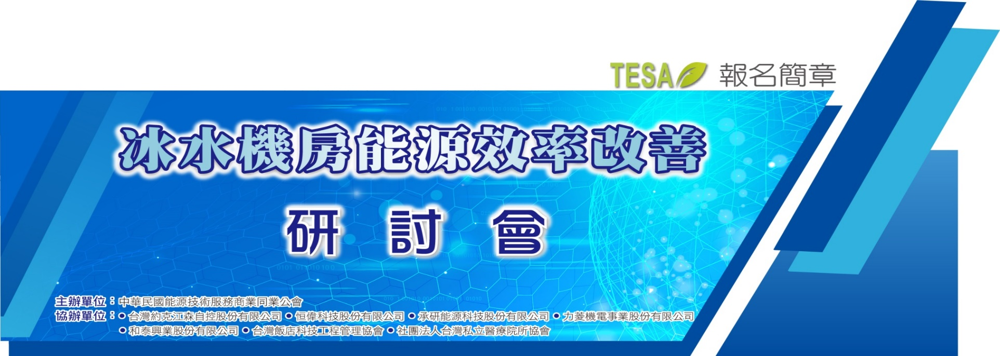 TESA 報名簡章
冰水機房能源效率改善
研討會
主辦單位：中華民國能源技術服務商業同業公會
協辦單位：●台灣約克江森自控股份有限公司●恒偉科技股份有限公司●承研能源科技股份有限公司●力菱機電事業股份有限公司
●和泰興業股份有限公司●台灣飯店科技工程管理協會●社團法人台灣私立醫療院所協會